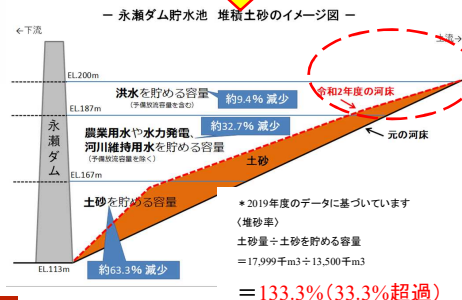 － 永瀬ダム貯水池　堆積土砂のイメージ図 －
←下流
上流→
EL.200m
洪水を貯める容量
(予備放流容量を含む)
約9.4% 減少
令和2年度の河床
EL.187m
農業用水や水力発電、
河川維持用水を貯める容量
(予備放流容量を除く)
約32.7% 減少
元の河床
永瀬ダム
土砂
EL.167m
土砂を貯める容量
EL.113m
約63.3% 減少
＊2019年度のデータに基づいています
〈堆砂率〉
土砂量÷土砂を貯める容量
＝17,999千m3÷13,500千m3
＝133.3%(33.3%超過)